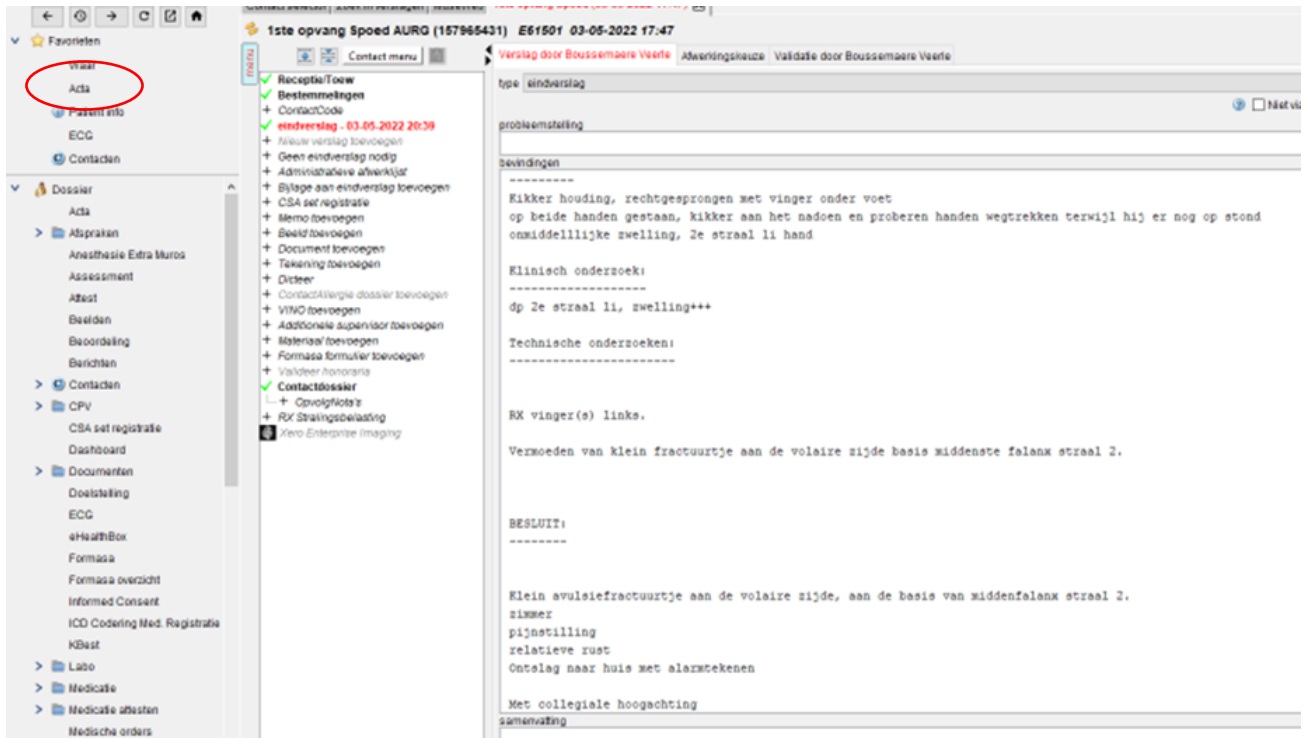 1ste opvang Spoed AURG (157965431) E61501 03-05-2022 17:47
Favorieten
Acta
Patient info
ECG
Contacten
Dossier
Acta
Afspraken
Anesthesie Extra Muros
Assessment
Attest
Beelden
Beoordeling
Berichten
Contacten
CPV
CSA set registratie
Dashboard
Documenten
Doelstelling
ECG
eHealthBox
Formasa
Formasa overzicht
Informed Consent
ICD Codering Med. Registratie
KBest
Labo
Medicatie
Medicatie attesten
Medische orders
menu
Contact menu
Receptie/Toew
Bestemmelingen
ContactCode
eindverslag - 03-05-2022 20:39
Nieuw verslag toevoegen
Geen eindverslag nodig
Administratieve afwerklijst
Bijlage aan eindverslag toevoegen
CSA set registratie
Memo toevoegen
Beeld toevoegen
Document toevoegen
Tekening toevoegen
Dicteer
ContactAllergie dossier toevoegen
VINO toevoegen
Additionele supervisor toevoegen
Materiaal toevoegen
Formasa formulier toevoegen
Valideer honoraria
Contactdossier
OpvolgNota's
RX Stralingsbelasting
Xero Enterprise Imaging
Verslag door Boussemaere Veerle Afwerkingskeuze Validatie door Boussemaere Veerle
type eindverslag
Niet via
probleemstelling
bevindingen
---------
Kikker houding, rechtgesprongen met vinger onder voet
op beide handen gestaan, kikker aan het nadoen en proberen handen wegtrekken terwijl hij er nog op stond
onmiddelllijke zwelling, 2e straal li hand
Klinisch onderzoek:
-------------------
dp 2e straal li, zwelling+++
Technische onderzoeken:
-----------------------
RX vinger(s) links.
Vermoeden van klein fractuurtje aan de volaire zijde basis middenste falanx straal 2.
BESLUIT:
--------
Klein avulsiefractuurtje aan de volaire zijde, aan de basis van middenfalanx straal 2.
zimmer
pijnstilling
relatieve rust
Ontslag naar huis met alarmtekenen
Met collegiale hoogachting
samenvatting